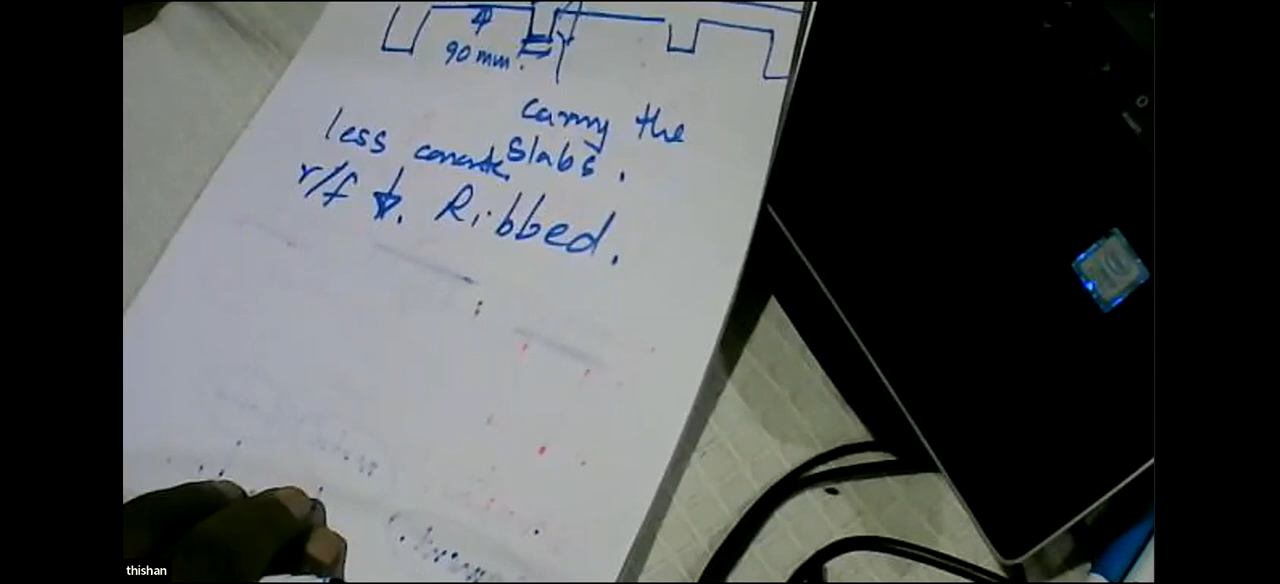 90 mm.
carry the
less concrete slabs.
r/f ↓. Ribbed.
thishan